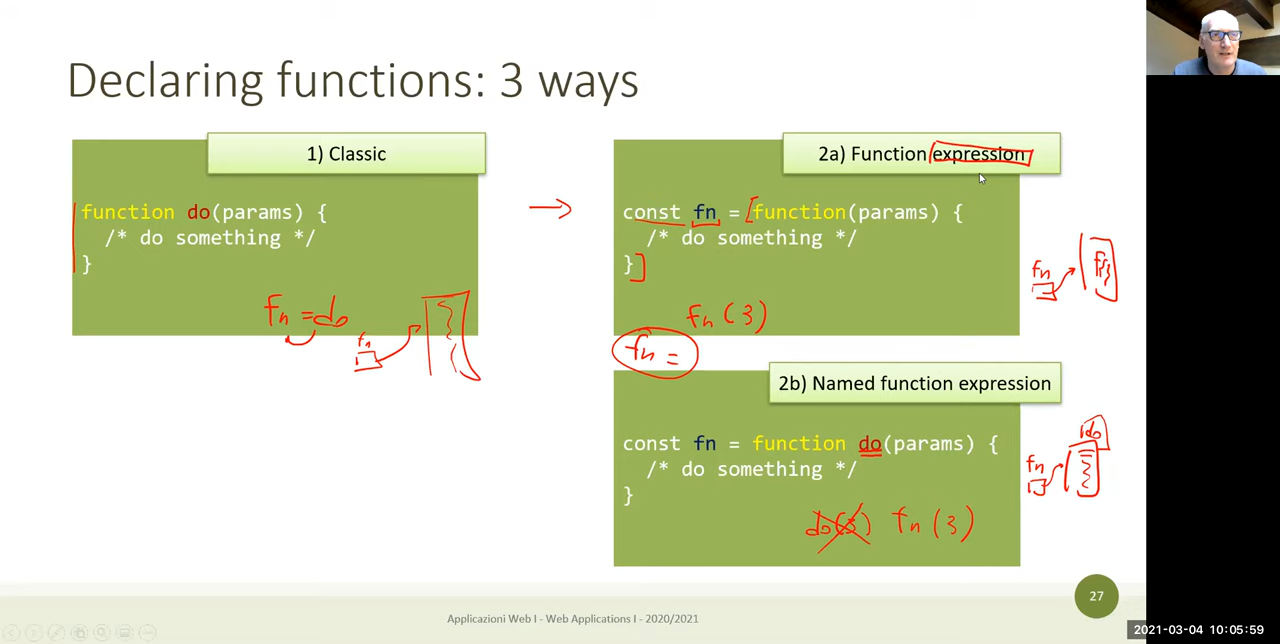 Declaring functions: 3 ways
1) Classic
function do(params) {
/* do something */
}
fn = do
fn
2a) Function expression
const fn = function(params) {
/* do something */
}
fn(3)
fn =
fn
2b) Named function expression
const fn = function do(params) {
/* do something */
}
do(3) fn(3)
fn
do
27
Applicazioni Web I - Web Applications I - 2020/2021
2021-03-04 10:05:59